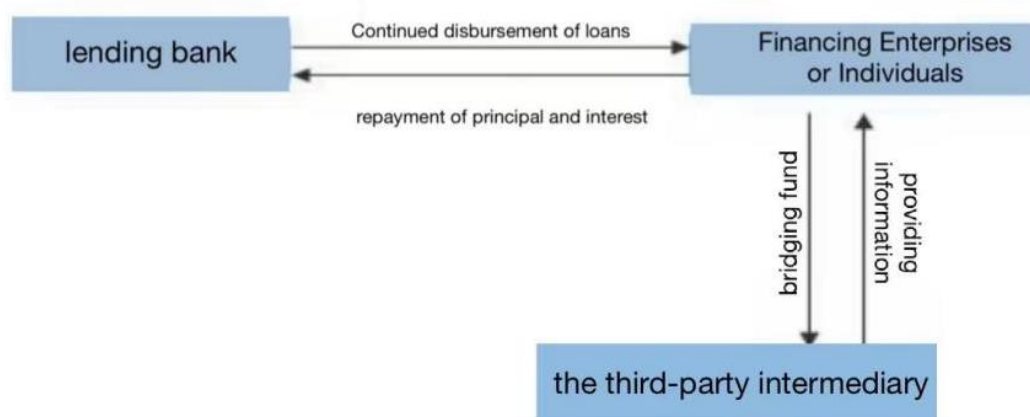 lending bank
Continued disbursement of loans
Financing Enterprises
or Individuals
repayment of principal and interest
bridging fund
providing
information
the third-party intermediary